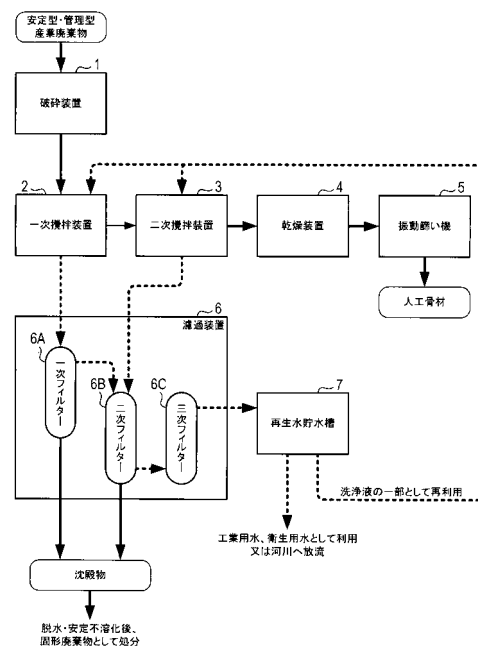 安定型・管理型
産業廃棄物
1
破砕装置
2
一次攪拌装置
3
二次攪拌装置
4
乾燥装置
5
振動篩い機
人工骨材
6
濾過装置
6A
一次フィルター
6B
二次フィルター
6C
三次フィルター
7
再生水貯水槽
洗浄液の一部として再利用
工業用水、衛生用水として利用
又は河川へ放流
沈殿物
脱水・安定不溶化後、
固形廃棄物として処分